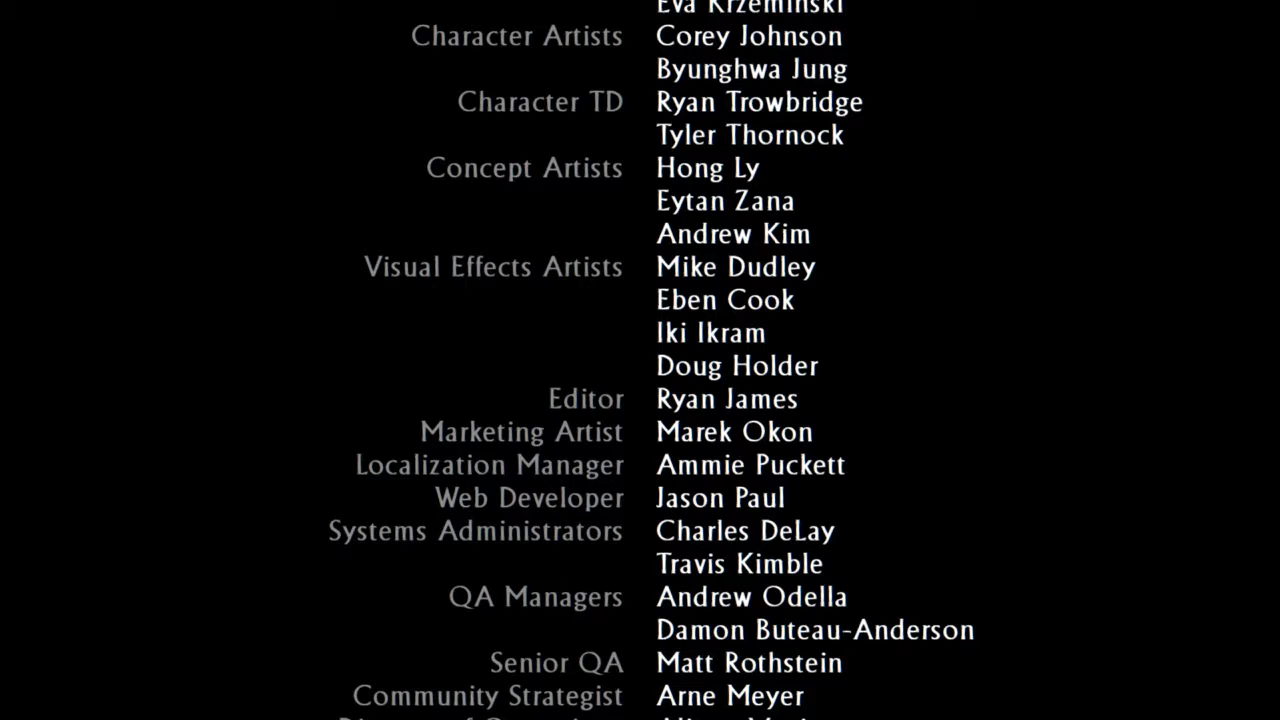 Eva Krzeminski
Character Artists Corey Johnson
Byunghwa Jung
Character TD Ryan Trowbridge
Tyler Thornock
Concept Artists Hong Ly
Eytan Zana
Andrew Kim
Visual Effects Artists Mike Dudley
Eben Cook
Iki Ikram
Doug Holder
Editor Ryan James
Marketing Artist Marek Okon
Localization Manager Ammie Puckett
Web Developer Jason Paul
Systems Administrators Charles DeLay
Travis Kimble
QA Managers Andrew Odella
Damon Buteau-Anderson
Senior QA Matt Rothstein
Community Strategist Arne Meyer